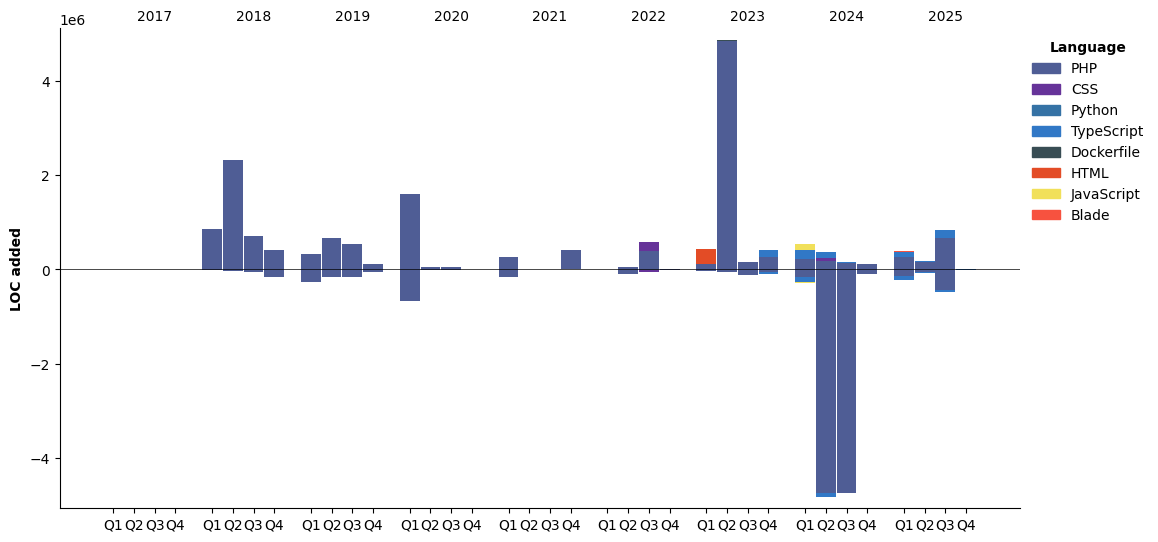 1e6
2017 2018 2019 2020 2021 2022 2023 2024 2025
Language
PHP
CSS
Python
TypeScript
Dockerfile
HTML
JavaScript
Blade
LOC added
4
2
0
−2
−4
Q1 Q2 Q3 Q4 Q1 Q2 Q3 Q4 Q1 Q2 Q3 Q4 Q1 Q2 Q3 Q4 Q1 Q2 Q3 Q4 Q1 Q2 Q3 Q4 Q1 Q2 Q3 Q4 Q1 Q2 Q3 Q4 Q1 Q2 Q3 Q4